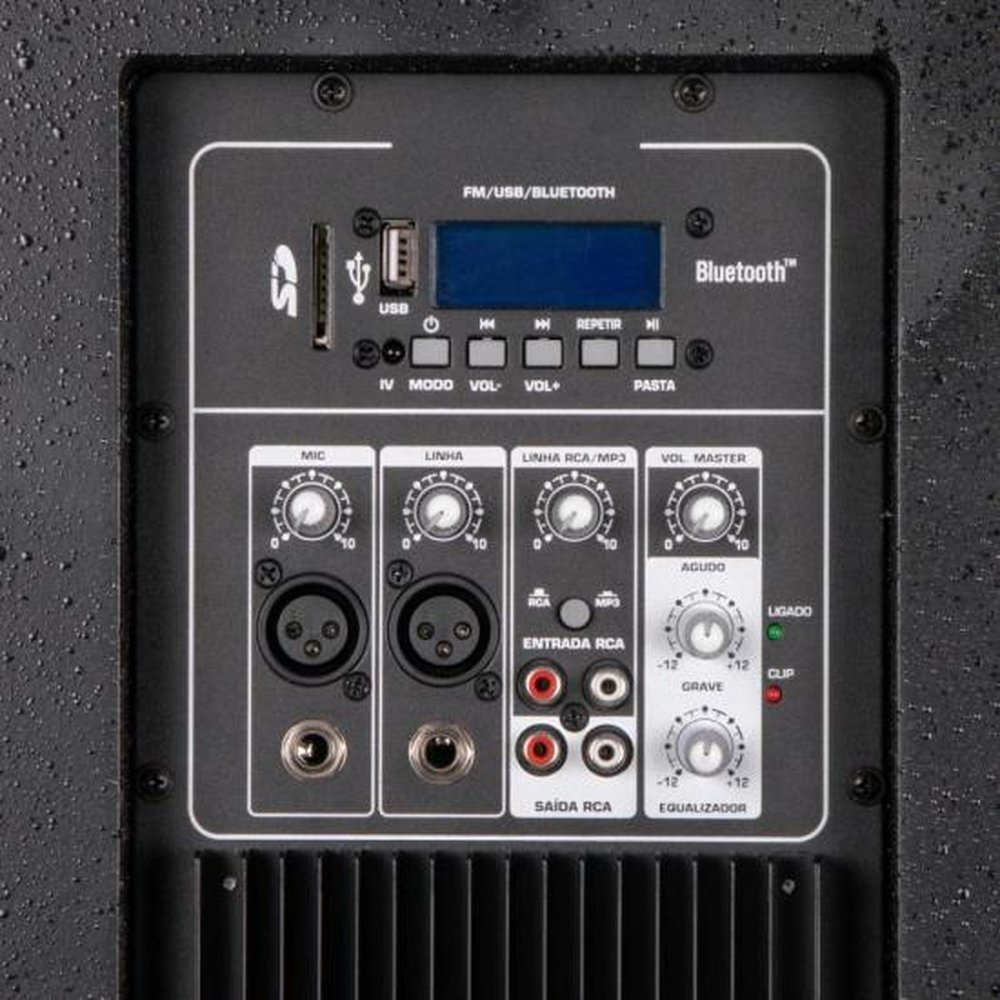 FM/USB/BLUETOOTH
Bluetooth™
USB
REPETIR
IV MODO VOL- VOL+ PASTA
MIC LINHA LINHA RCA/MP3 VOL. MASTER
0 10 0 10 0 10 0 10
AGUDO
RCA MP3
LIGADO
ENTRADA RCA
-12 +12
CLIP
GRAVE
-12 +12
SAÍDA RCA
EQUALIZADOR